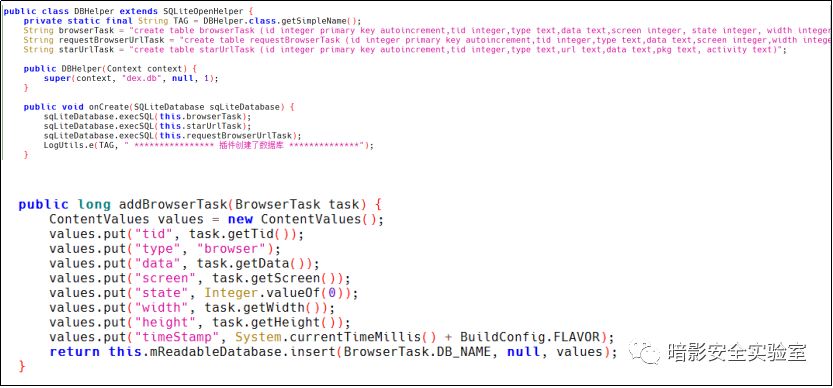 public class DBHelper extends SQLiteOpenHelper {
private static final String TAG = DBHelper.class.getSimpleName();
String browserTask = "create table browserTask (id integer primary key autoincrement,tid integer,type text,data text,screen integer, state integer, width integer
String requestBrowserUrlTask = "create table requestBrowserTask (id integer primary key autoincrement,tid integer,type text,data text,screen integer,width intege
String starUrlTask = "create table starUrlTask (id integer primary key autoincrement,tid integer,type text,url text,data text,pkg text, activity text)";
public DBHelper(Context context) {
super(context, "dex.db", null, 1);
}
public void onCreate(SQLiteDatabase sqLiteDatabase) {
sqLiteDatabase.execSQL(this.browserTask);
sqLiteDatabase.execSQL(this.starUrlTask);
sqLiteDatabase.execSQL(this.requestBrowserUrlTask);
LogUtils.e(TAG, " **************** 插件创建了数据库 **************");
}
public long addBrowserTask(BrowserTask task) {
ContentValues values = new ContentValues();
values.put("tid", task.getTid());
values.put("type", "browser");
values.put("data", task.getData());
values.put("screen", task.getScreen());
values.put("state", Integer.valueOf(0));
values.put("width", task.getWidth());
values.put("height", task.getHeight());
values.put("timeStamp", System.currentTimeMillis() + BuildConfig.FLAVOR);
return this.mReadableDatabase.insert(BrowserTask.DB_NAME, null, values);
}
暗影安全实验室